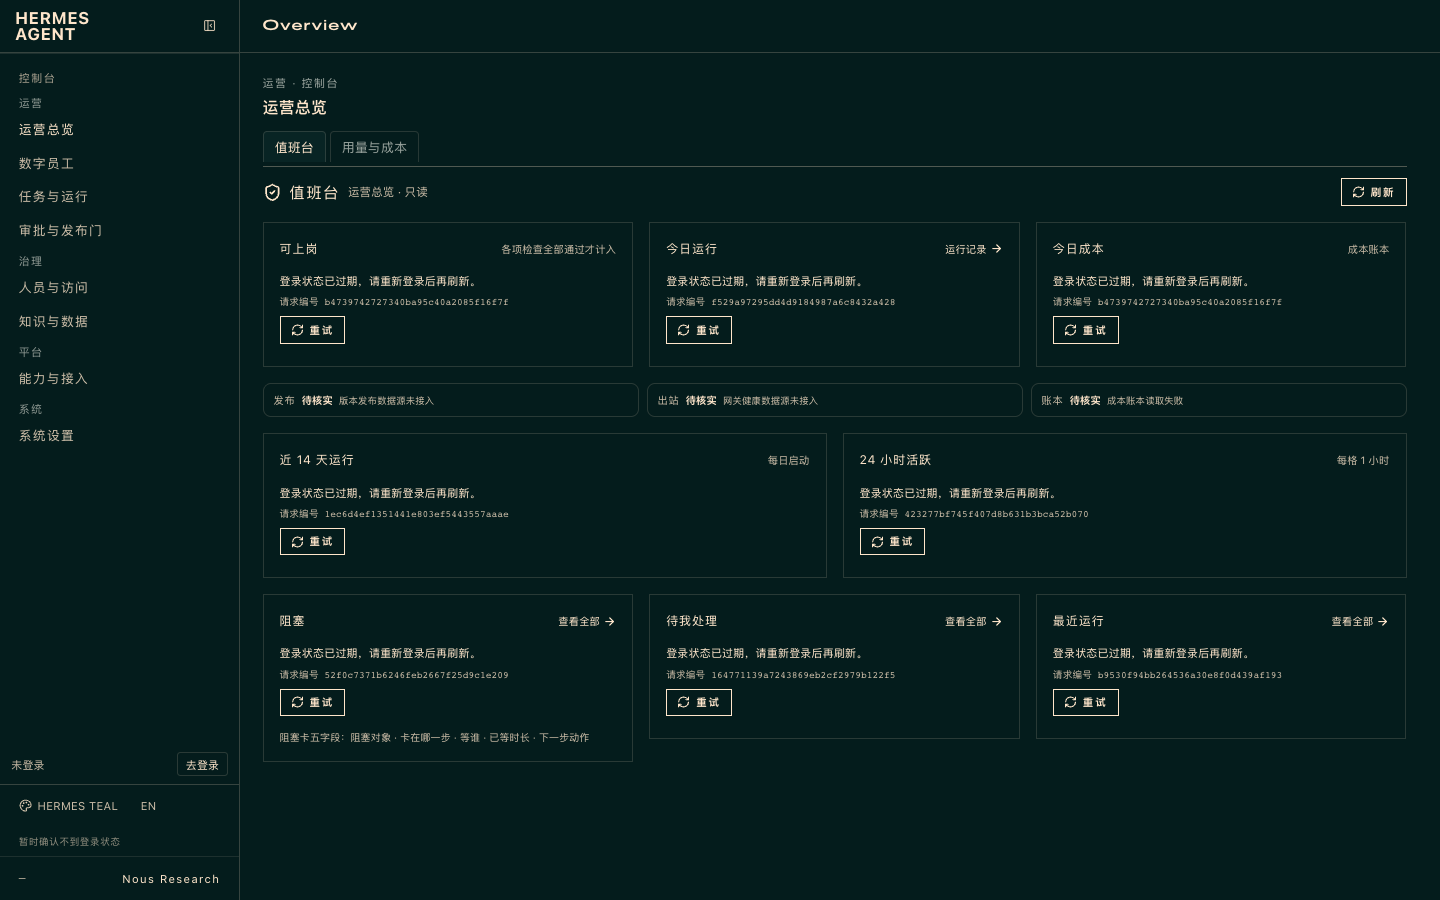 HERMES
AGENT
控制台
运营
运营总览
数字员工
任务与运行
审批与发布门
治理
人员与访问
知识与数据
平台
能力与接入
系统
系统设置
未登录 去登录
HERMES TEAL EN
暂时确认不到登录状态
— Nous Research
Overview
运营 · 控制台
运营总览
值班台 用量与成本
值班台 运营总览 · 只读 刷新
可上岗 各项检查全部通过才计入
登录状态已过期，请重新登录后再刷新。
请求编号 b4739742727340ba95c40a2085f16f7f
重试
今日运行 运行记录 →
登录状态已过期，请重新登录后再刷新。
请求编号 f529a97295dd4d9184987a6c8432a428
重试
今日成本 成本账本
登录状态已过期，请重新登录后再刷新。
请求编号 b4739742727340ba95c40a2085f16f7f
重试
发布 待核实 版本发布数据源未接入
出站 待核实 网关健康数据源未接入
账本 待核实 成本账本读取失败
近 14 天运行 每日启动
登录状态已过期，请重新登录后再刷新。
请求编号 1ec6d4ef1351441e803ef5443557aaae
重试
24 小时活跃 每格 1 小时
登录状态已过期，请重新登录后再刷新。
请求编号 423277bf745f407d8b631b3bca52b070
重试
阻塞 查看全部 →
登录状态已过期，请重新登录后再刷新。
请求编号 52f0c7371b6246feb2667f25d9c1e209
重试
阻塞卡五字段：阻塞对象 · 卡在哪一步 · 等谁 · 已等时长 · 下一步动作
待我处理 查看全部 →
登录状态已过期，请重新登录后再刷新。
请求编号 164771139a7243869eb2cf2979b122f5
重试
最近运行 查看全部 →
登录状态已过期，请重新登录后再刷新。
请求编号 b9530f94bb264536a30e8f0d439af193
重试